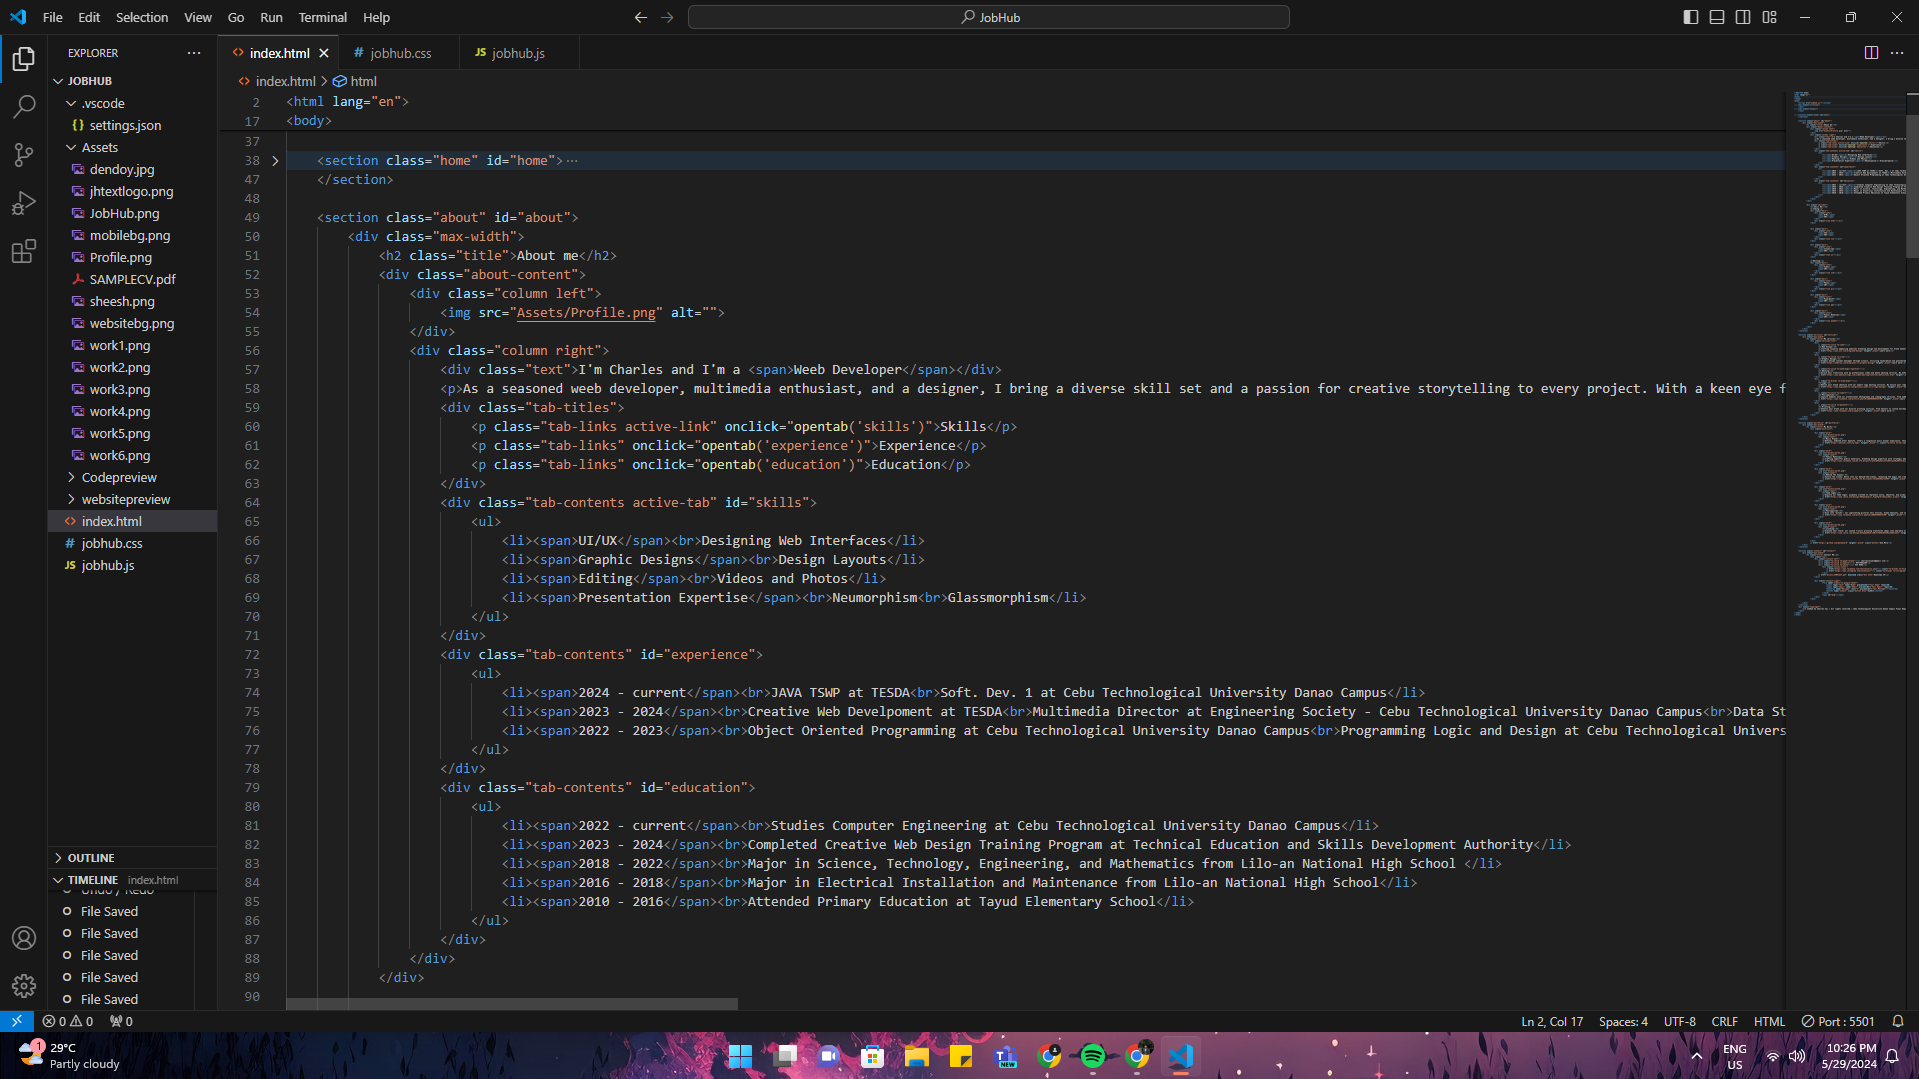 File Edit Selection View Go Run Terminal Help
JobHub
EXPLORER
JOBHUB
.vscode
settings.json
Assets
dendoy.jpg
jhtextlogo.png
JobHub.png
mobilebg.png
Profile.png
SAMPLECV.pdf
sheesh.png
websitebg.png
work1.png
work2.png
work3.png
work4.png
work5.png
work6.png
Codepreview
websitepreview
index.html
jobhub.css
JS jobhub.js
OUTLINE
TIMELINE index.html
Undo / Redo
File Saved
File Saved
File Saved
File Saved
File Saved
index.html
# jobhub.css
JS jobhub.js
index.html > html
2 <html lang="en">
17 <body>
37
38 <section class="home" id="home">...
47 </section>
48
49 <section class="about" id="about">
50 <div class="max-width">
51 <h2 class="title">About me</h2>
52 <div class="about-content">
53 <div class="column left">
54 <img src="Assets/Profile.png" alt="">
55 </div>
56 <div class="column right">
57 <div class="text">I'm Charles and I'm a <span>Weeb Developer</span></div>
58 <p>As a seasoned weeb developer, multimedia enthusiast, and a designer, I bring a diverse skill set and a passion for creative storytelling to every project. With a keen eye f
59 <div class="tab-titles">
60 <p class="tab-links active-link" onclick="opentab('skills')">Skills</p>
61 <p class="tab-links" onclick="opentab('experience')">Experience</p>
62 <p class="tab-links" onclick="opentab('education')">Education</p>
63 </div>
64 <div class="tab-contents active-tab" id="skills">
65 <ul>
66 <li><span>UI/UX</span><br>Designing Web Interfaces</li>
67 <li><span>Graphic Designs</span><br>Design Layouts</li>
68 <li><span>Editing</span><br>Videos and Photos</li>
69 <li><span>Presentation Expertise</span><br>Neumorphism<br>Glassmorphism</li>
70 </ul>
71 </div>
72 <div class="tab-contents" id="experience">
73 <ul>
74 <li><span>2024 - current</span><br>JAVA TSWP at TESDA<br>Soft. Dev. 1 at Cebu Technological University Danao Campus</li>
75 <li><span>2023 - 2024</span><br>Creative Web Develpoment at TESDA<br>Multimedia Director at Engineering Society - Cebu Technological University Danao Campus<br>Data St
76 <li><span>2022 - 2023</span><br>Object Oriented Programming at Cebu Technological University Danao Campus<br>Programming Logic and Design at Cebu Technological Univers
77 </ul>
78 </div>
79 <div class="tab-contents" id="education">
80 <ul>
81 <li><span>2022 - current</span><br>Studies Computer Engineering at Cebu Technological University Danao Campus</li>
82 <li><span>2023 - 2024</span><br>Completed Creative Web Design Training Program at Technical Education and Skills Development Authority</li>
83 <li><span>2018 - 2022</span><br>Major in Science, Technology, Engineering, and Mathematics from Lilo-an National High School </li>
84 <li><span>2016 - 2018</span><br>Major in Electrical Installation and Maintenance from Lilo-an National High School</li>
85 <li><span>2010 - 2016</span><br>Attended Primary Education at Tayud Elementary School</li>
86 </ul>
87 </div>
88 </div>
89 </div>
90
0 0 0
Ln 2, Col 17 Spaces: 4 UTF-8 CRLF HTML Port : 5501
1 29°C
Partly cloudy
NEW
ENG
US
10:26 PM
5/29/2024